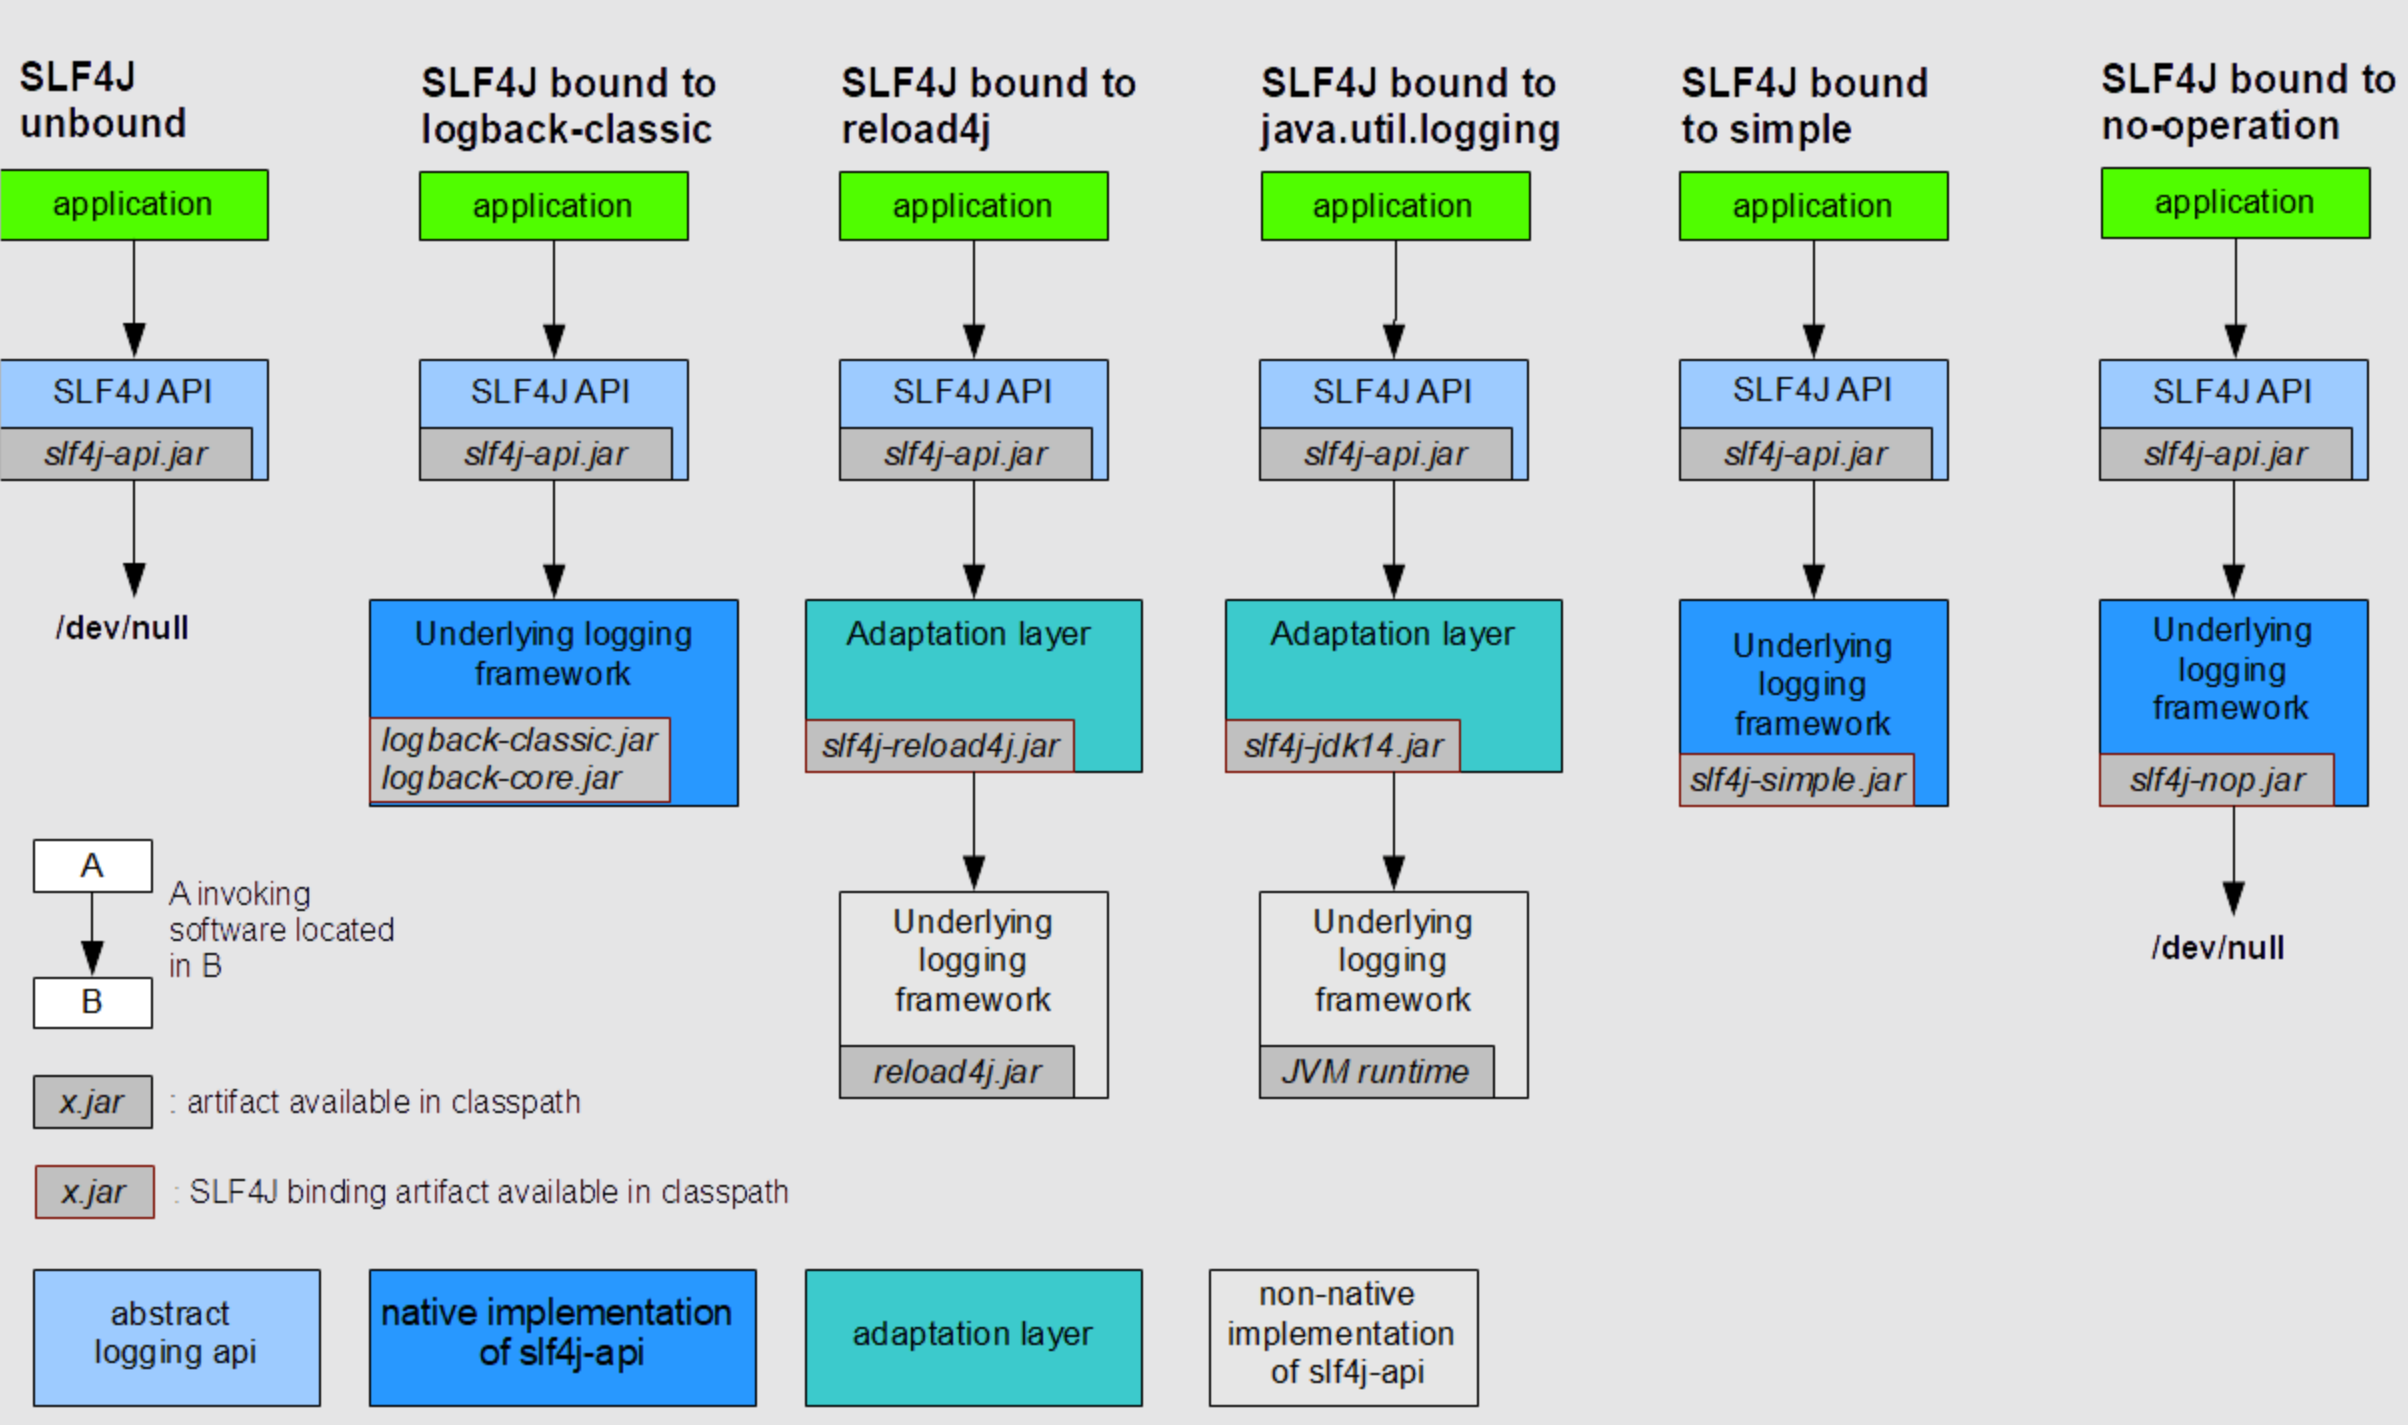 SLF4J
unbound
application
SLF4J API
slf4j-api.jar
/dev/null
SLF4J bound to
logback-classic
application
SLF4J API
slf4j-api.jar
Underlying logging
framework
logback-classic.jar
logback-core.jar
SLF4J bound to
reload4j
application
SLF4J API
slf4j-api.jar
Adaptation layer
slf4j-reload4j.jar
Underlying
logging
framework
reload4j.jar
SLF4J bound to
java.util.logging
application
SLF4J API
slf4j-api.jar
Adaptation layer
slf4j-jdk14.jar
Underlying
logging
framework
JVM runtime
SLF4J bound
to simple
application
SLF4J API
slf4j-api.jar
Underlying
logging
framework
slf4j-simple.jar
SLF4J bound to
no-operation
application
SLF4J API
slf4j-api.jar
Underlying
logging
framework
slf4j-nop.jar
/dev/null
A
B
A invoking
software located
in B
x.jar
: artifact available in classpath
x.jar
: SLF4J binding artifact available in classpath
abstract
logging api
native implementation
of slf4j-api
adaptation layer
non-native
implementation
of slf4j-api